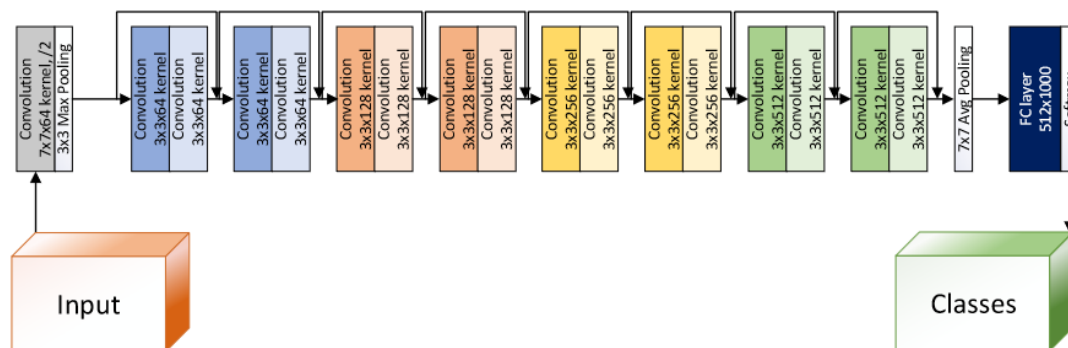 Convolution
7x7x64 kernel, /2
3x3 Max Pooling
Convolution
3x3x64 kernel
Convolution
3x3x64 kernel
Convolution
3x3x64 kernel
Convolution
3x3x64 kernel
Convolution
3x3x128 kernel
Convolution
3x3x128 kernel
Convolution
3x3x128 kernel
Convolution
3x3x128 kernel
Convolution
3x3x256 kernel
Convolution
3x3x256 kernel
Convolution
3x3x256 kernel
Convolution
3x3x256 kernel
Convolution
3x3x512 kernel
Convolution
3x3x512 kernel
Convolution
3x3x512 kernel
Convolution
3x3x512 kernel
7x7 Avg Pooling
FC layer
512x1000
Input
Classes